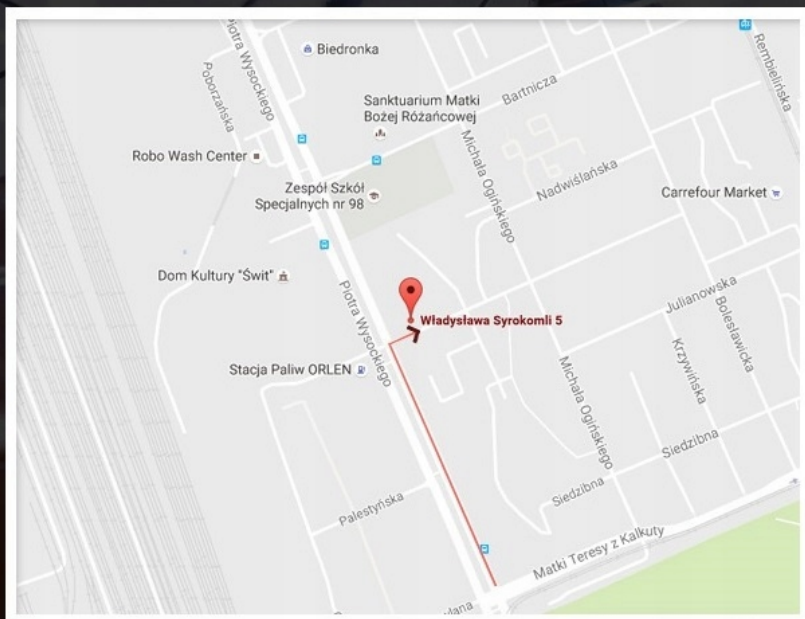 Piotra Wysockiego
Biedronka
Poborzańska
Rembielińska
Bartnicza
Sanktuarium Matki
Bożej Różańcowej
Robo Wash Center
Michała Ogińskiego
Nadwiślańska
Zespół Szkół
Specjalnych nr 98
Carrefour Market
Dom Kultury "Świt"
Piotra Wysockiego
Julianowska
Władysława Syrokomli 5
Bolesławicka
Stacja Paliw ORLEN
Krzywińska
Michała Ogińskiego
Siedzibna
Siedzibna
Palestyńska
Matki Teresy z Kalkuty